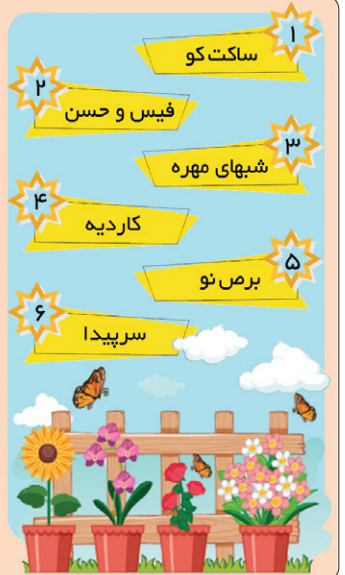 ۱
ساکت کو
۲
فیس و حسن
۳
شبهای مهره
۴
کاردیه
۵
برص نو
۶
سرپیدا